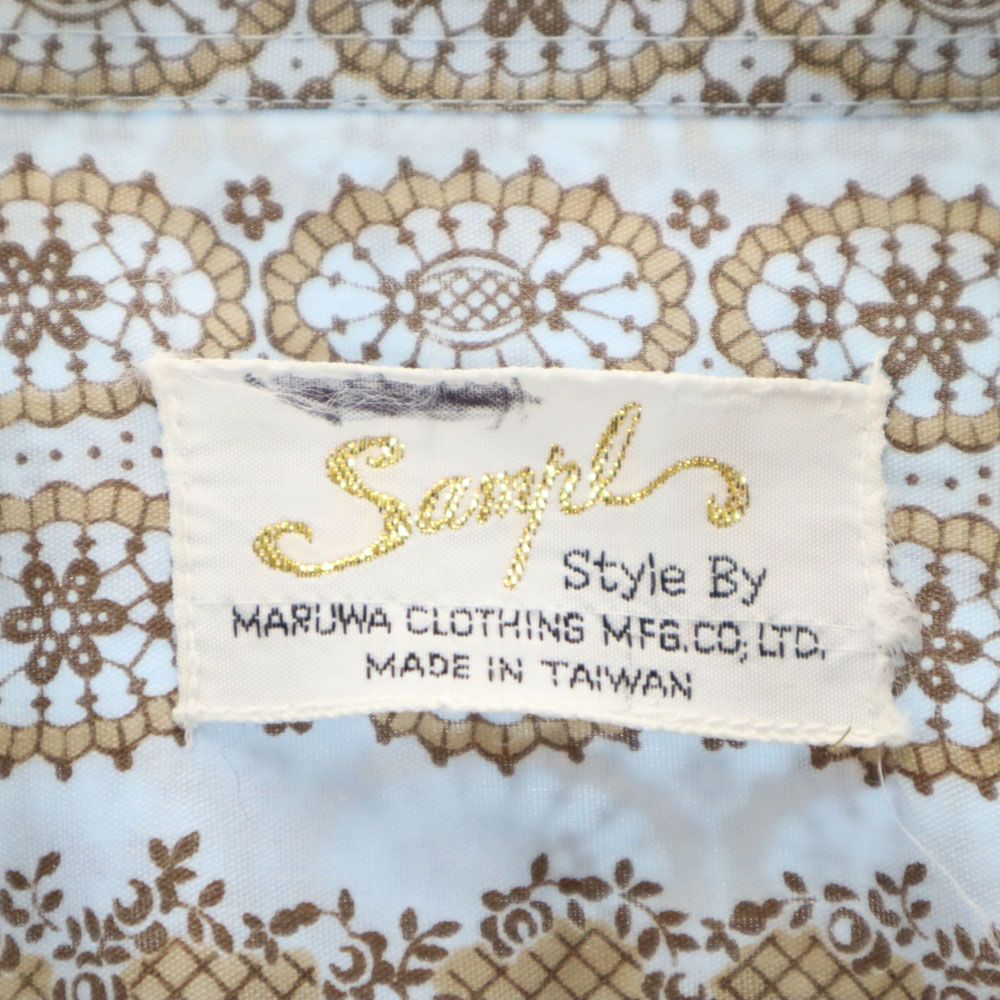 Sampl
Style By
MARUWA CLOTHING MFG.CO,LTD.
MADE IN TAIWAN